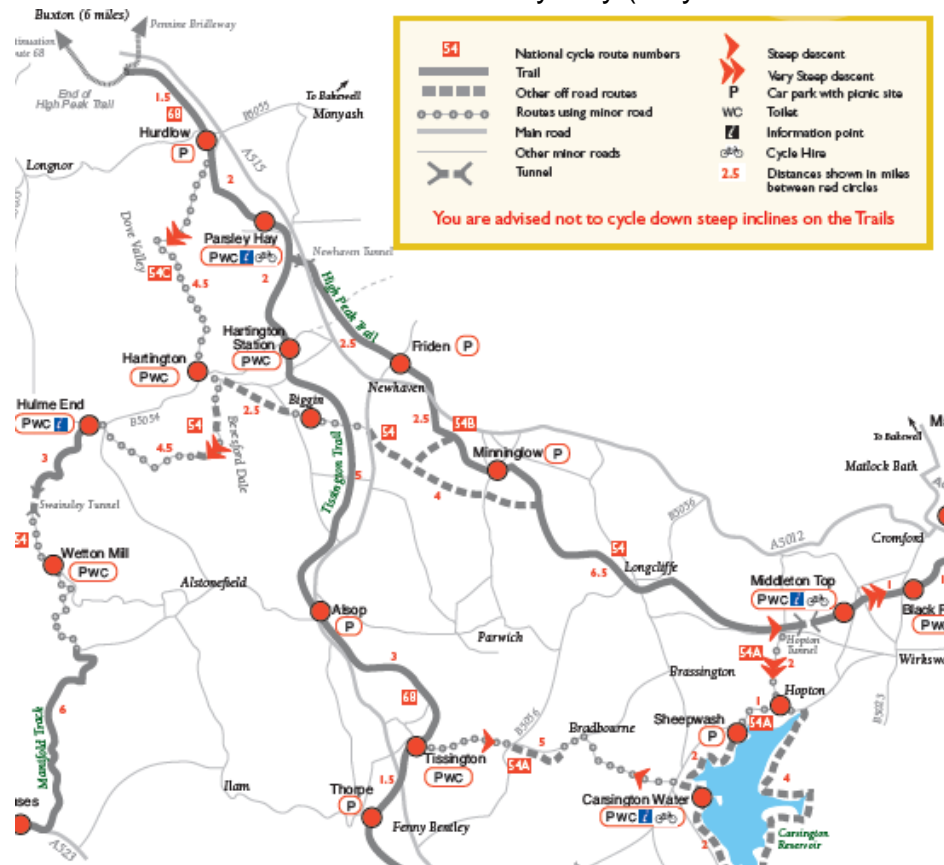 Buxton (6 miles)
Pennine Bridleway
End of
High Peak Trail
1.5
68
Hurdlow
P
B5055
To Bakewell
Monyash
Longnor
A515
2
Parsley Hay
PWC i
Newhaven Tunnel
Dove Valley
54C
4.5
2
High Peak Trail
Hartington
Station
PWC
2.5
Friden P
Hartington
PWC
Newhaven
Hulme End
PWC i
B5054
54
2.5
Biggin
54
2.5
54B
4.5
Beresford Dale
Minninglow P
3
Tissington Trail
5
4
Swainsley Tunnel
54
Wetton Mill
PWC
Alstonefield
Alsop
P
Parwich
6.5
54
Longcliffe
B5056
A5012
To Bakewell
Matlock Bath
Cromford
Middleton Top
PWC i
1
Black
Hopton
Tunnel
Wirksw
54A
2
Brassington
Hopton
B5023
3
68
1
54A
Sheepwash
P
B5056
Bradbourne
Tissington
PWC
54A
5
2
4
Manifold Track
6
Ilam
Thorpe
P
1.5
Carsington Water
PWC i
Fenny Bentley
Carsington
Reservoir
2
A523
54 National cycle route numbers
Trail
Other off road routes
Routes using minor road
Main road
Other minor roads
Tunnel
Steep descent
Very Steep descent
P Car park with picnic site
WC Toilet
i Information point
Cycle Hire
2.5 Distances shown in miles
between red circles
You are advised not to cycle down steep inclines on the Trails